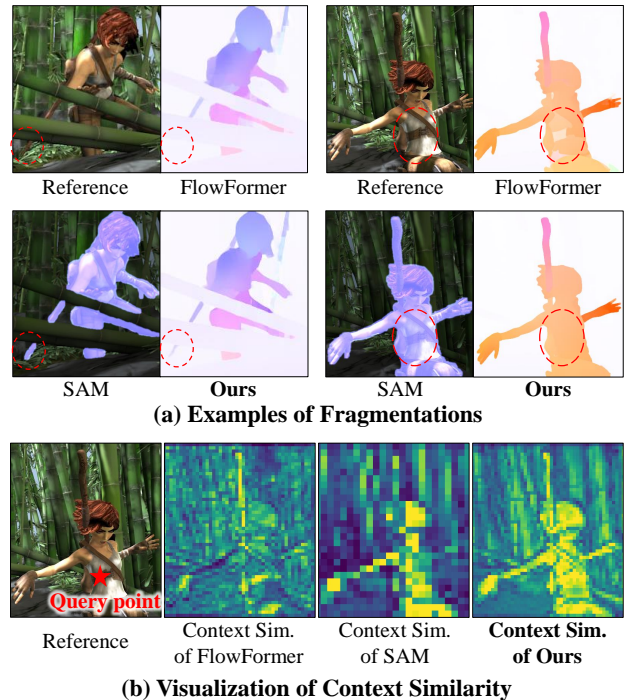 Reference FlowFormer Reference FlowFormer
SAM Ours SAM Ours
(a) Examples of Fragmentations
Query point
Reference Context Sim. of FlowFormer Context Sim. of SAM Context Sim. of Ours
(b) Visualization of Context Similarity